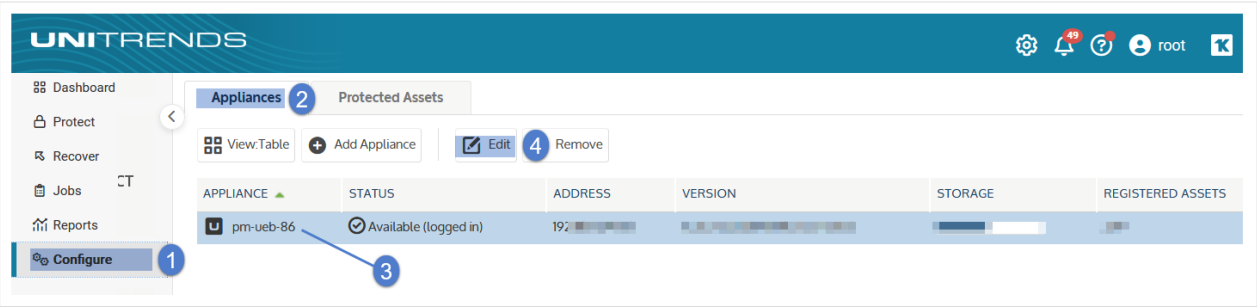 UNITRENDS
49
root
Dashboard
Protect
Recover
Jobs
CT
Reports
Configure 1
Appliances 2 Protected Assets
View:Table Add Appliance Edit 4 Remove
APPLIANCE STATUS ADDRESS VERSION STORAGE REGISTERED ASSETS
pm-ueb-86 Available (logged in) 192
3